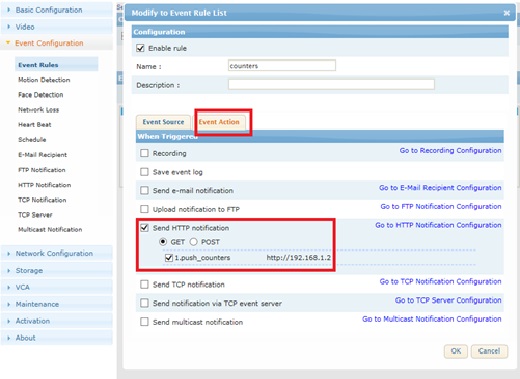 Basic Configuration
Video
Event Configuration
Event Rules
Motion Detection
Face Detection
Network Loss
Heart Beat
Schedule
E-Mail Recipient
FTP Notification
HTTP Notification
TCP Notification
TCP Server
Multicast Notification
Network Configuration
Storage
VCA
Maintenance
Activation
About
Modify to Event Rule List
Configuration
Enable rule
Name : counters
Description ::
Event Source Event Action
When Triggered
Recording Go to Recording Configuration
Save event log
Send e-mail notification Go to E-Mail Recipient Configuration
Upload notification to FTP Go to FTP Notification Configuration
Send HTTP notification Go to HTTP Notification Configuration
GET POST
1.push_counters http://192.168.1.2
Send TCP notification Go to TCP Notification Configuration
Send notification via TCP event server Go to TCP Server Configuration
Send multicast notification Go to Multicast Notification Configuration
OK Cancel